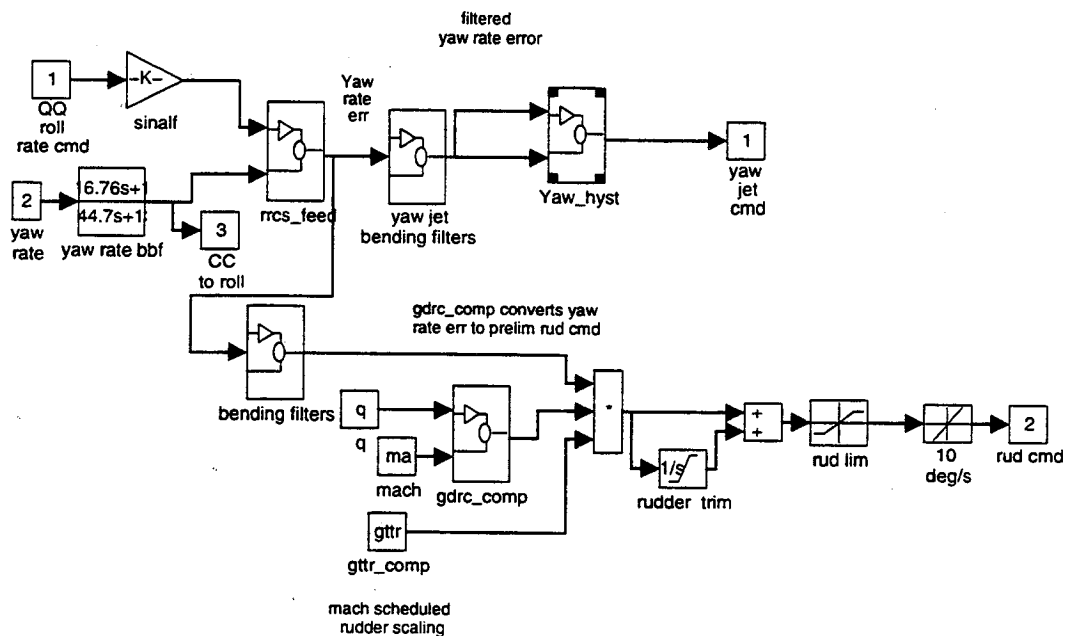 filtered
yaw rate error
1
QQ
roll
rate cmd
-K-
sinalf
Yaw
rate
err
rrcs_feed
yaw jet
bending filters
Yaw_hyst
1
yaw
jet
cmd
2
yaw
rate
16.76s+1
44.7s+1
yaw rate bbf
3
CC
to roll
gdrc_comp converts yaw
rate err to prelim rud cmd
bending filters
q
q
ma
mach
gdrc_comp
gttr
gttr_comp
*
1/s
rudder trim
+
+
rud lim
10
deg/s
2
rud cmd
mach scheduled
rudder scaling